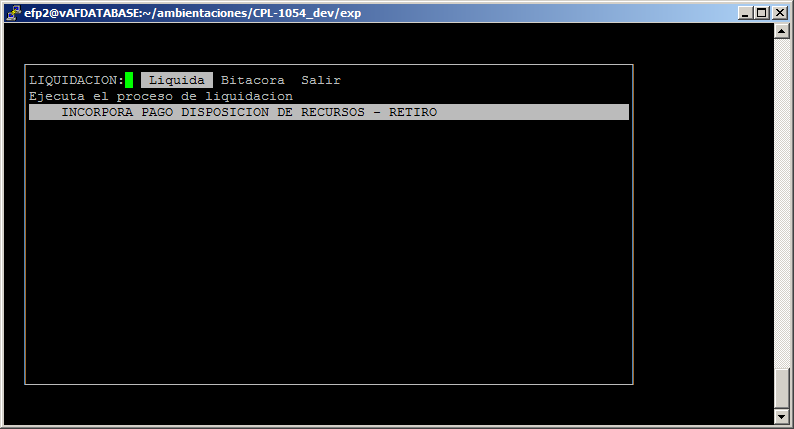 efp2@vAFDATABASE:~/ambientaciones/CPL-1054_dev/exp
LIQUIDACION: Liquida Bitacora Salir
Ejecuta el proceso de liquidacion
INCORPORA PAGO DISPOSICION DE RECURSOS - RETIRO